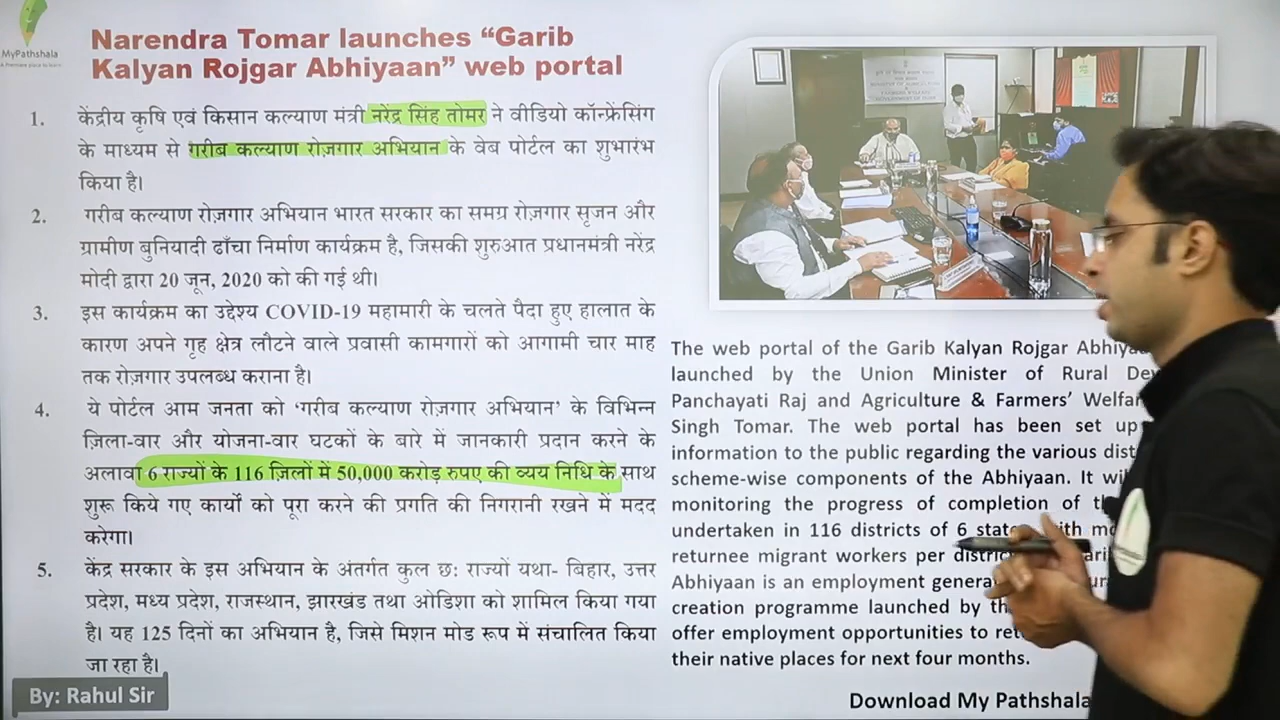 MyPathshala
Narendra Tomar launches “Garib
Kalyan Rojgar Abhiyaan” web portal
1. केंद्रीय कृषि एवं किसान कल्याण मंत्री नरेंद्र सिंह तोमर ने वीडियो कॉन्फ्रेंसिंग
के माध्यम से गरीब कल्याण रोज़गार अभियान के वेब पोर्टल का शुभारंभ
किया है।
2. गरीब कल्याण रोज़गार अभियान भारत सरकार का समग्र रोज़गार सृजन और
ग्रामीण बुनियादी ढाँचा निर्माण कार्यक्रम है, जिसकी शुरुआत प्रधानमंत्री नरेंद्र
मोदी द्वारा 20 जून, 2020 को की गई थी।
3. इस कार्यक्रम का उद्देश्य COVID-19 महामारी के चलते पैदा हुए हालात के
कारण अपने गृह क्षेत्र लौटने वाले प्रवासी कामगारों को आगामी चार माह
तक रोज़गार उपलब्ध कराना है।
4. ये पोर्टल आम जनता को ‘गरीब कल्याण रोज़गार अभियान’ के विभिन्न
ज़िला-वार और योजना-वार घटकों के बारे में जानकारी प्रदान करने के
अलावा 6 राज्यों के 116 ज़िलों में 50,000 करोड़ रुपए की व्यय निधि के साथ
शुरू किये गए कार्यों को पूरा करने की प्रगति की निगरानी रखने में मदद
करेगा।
5. केंद्र सरकार के इस अभियान के अंतर्गत कुल छ: राज्यों यथा- बिहार, उत्तर
प्रदेश, मध्य प्रदेश, राजस्थान, झारखंड तथा ओडिशा को शामिल किया गया
है। यह 125 दिनों का अभियान है, जिसे मिशन मोड रूप में संचालित किया
जा रहा है।
By: Rahul Sir
The web portal of the Garib Kalyan Rojgar
launched by the Union Minister of Rural
Panchayati Raj and Agriculture & Farmers’
Singh Tomar. The web portal has been set up
information to the public regarding the various
scheme-wise components of the Abhiyaan. It
monitoring the progress of completion of
undertaken in 116 districts of 6
returnee migrant workers per
Abhiyaan is an employment
creation programme launched by
offer employment opportunities to
their native places for next four months.
Download My Pathshala